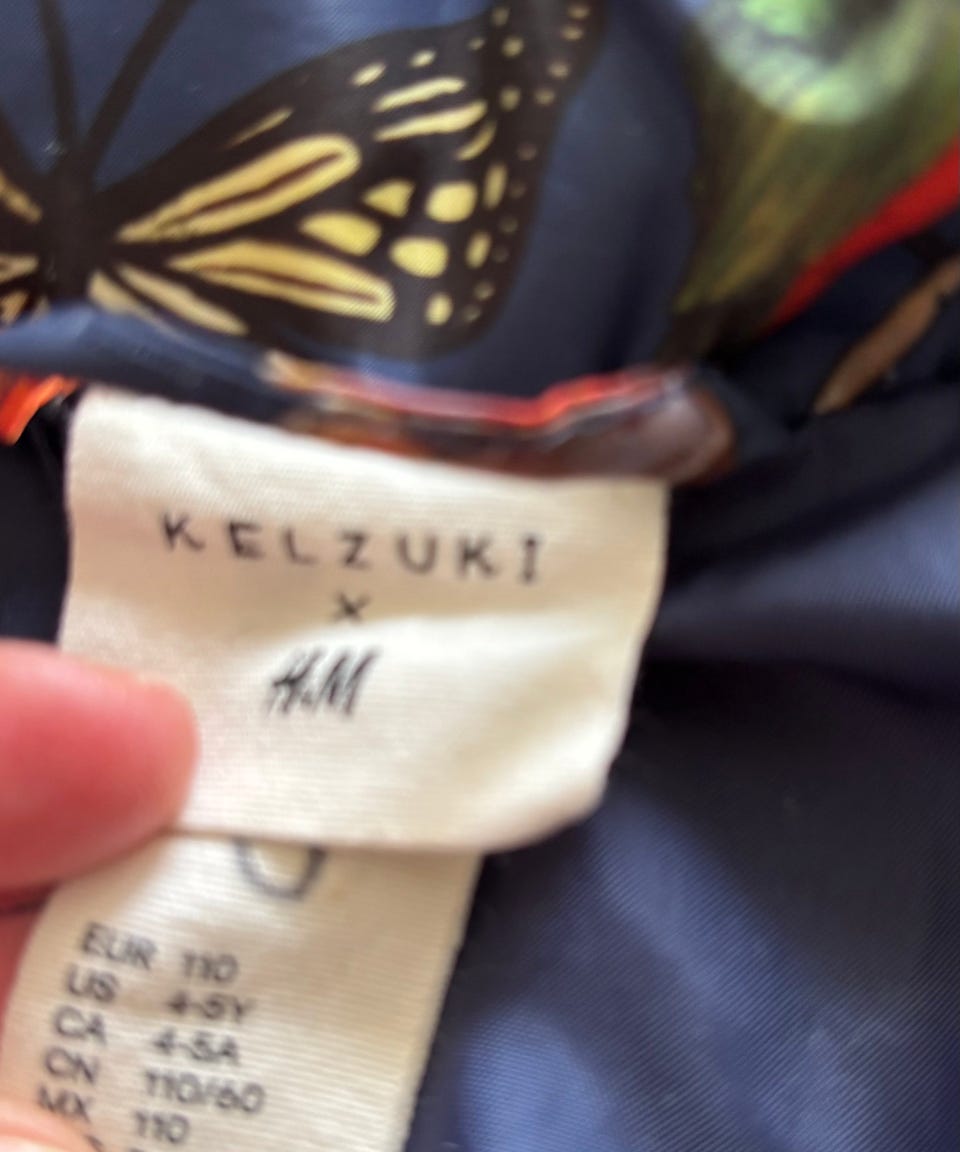 KELZUKI
X
H&M
EUR 110
US 4-5Y
CA 4-5A
CN 110/60
MX 110